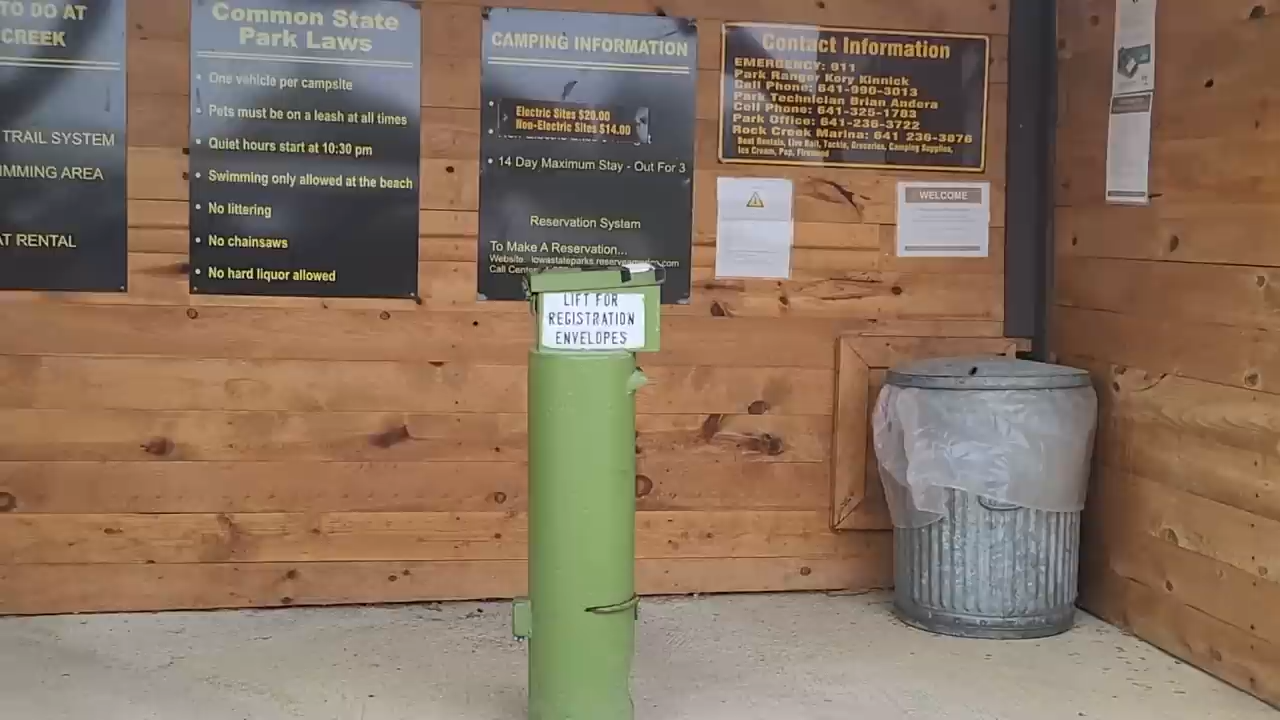 TO DO AT
CREEK
TRAIL SYSTEM
IMMING AREA
AT RENTAL
Common State
Park Laws
• One vehicle per campsite
• Pets must be on a leash at all times
• Quiet hours start at 10:30 pm
• Swimming only allowed at the beach
• No littering
• No chainsaws
• No hard liquor allowed
CAMPING INFORMATION
Electric Sites $20.00
Non-Electric Sites $14.00
• 14 Day Maximum Stay - Out For 3
Reservation System
To Make A Reservation...
Website: iowastateparks.reserveamerica.com
Call Center
LIFT FOR
REGISTRATION
ENVELOPES
Contact Information
EMERGENCY: 911
Park Ranger Kory Kinnick
Cell Phone: 641-990-3013
Park Technician Brian Andera
Cell Phone: 641-325-1783
Park Office: 641-236-3722
Rock Creek Marina: 641 236-3876
Boat Rentals, Live Bait, Tackle, Groceries, Camping Supplies,
Ice Cream, Pop, Firewood
WELCOME